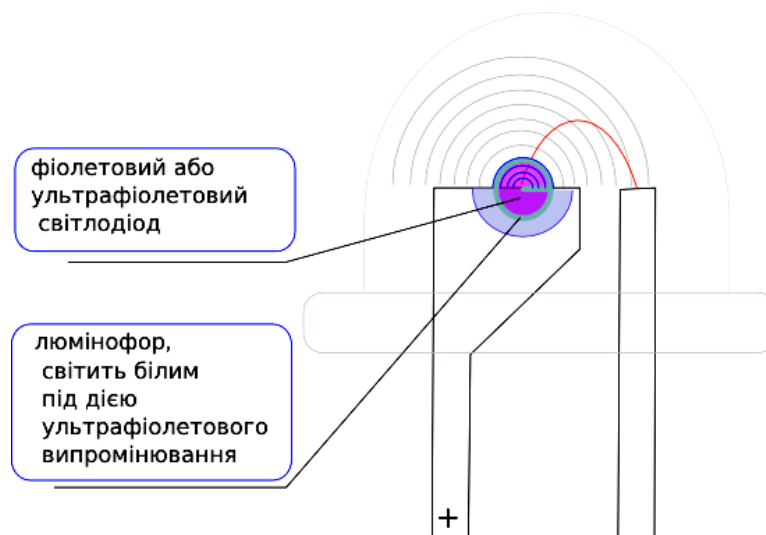 фіолетовий або
ультрафіолетовий
світлодіод
люмінофор,
світить білим
під дією
ультрафіолетового
випромінювання
+